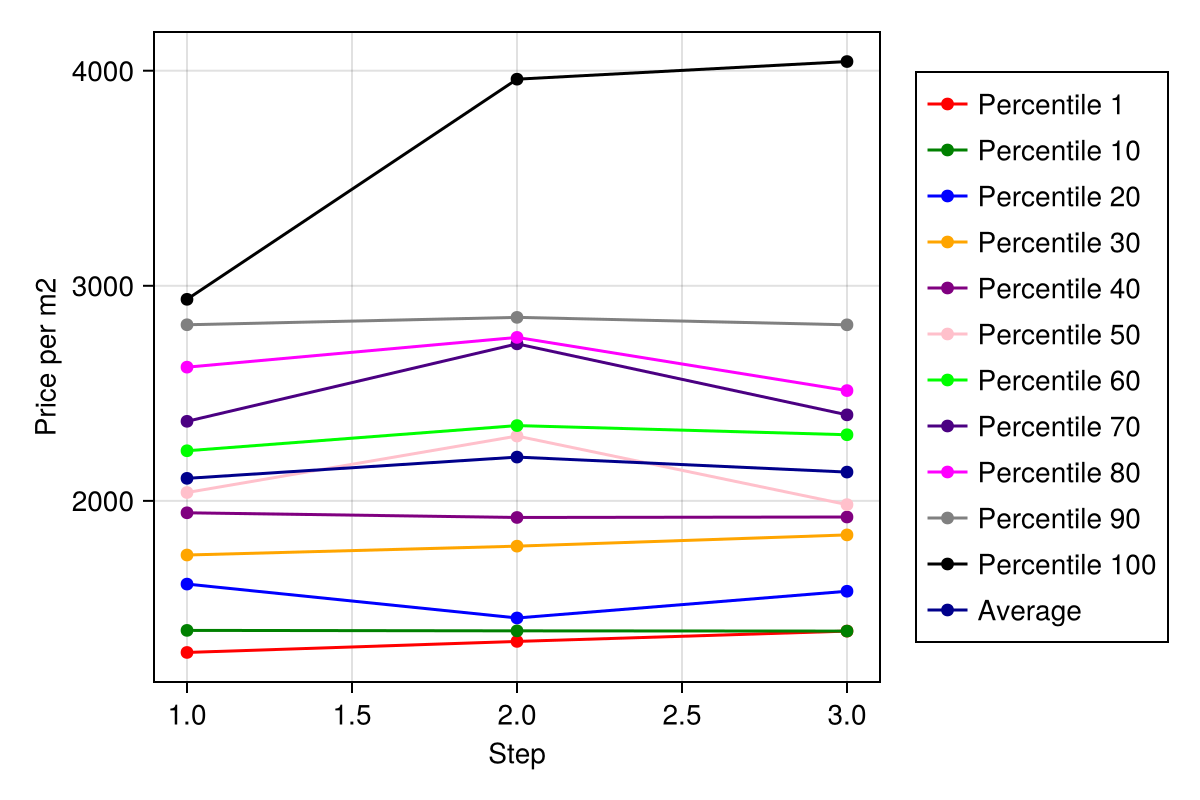 4000
3000
2000
Price per m2
1.0 1.5 2.0 2.5 3.0
Step
Percentile 1
Percentile 10
Percentile 20
Percentile 30
Percentile 40
Percentile 50
Percentile 60
Percentile 70
Percentile 80
Percentile 90
Percentile 100
Average